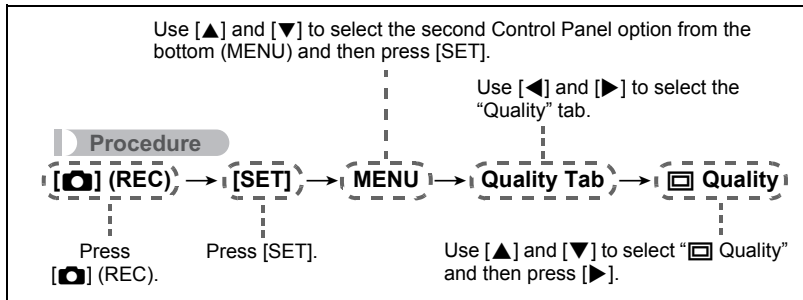 Use [▲] and [▼] to select the second Control Panel option from the
bottom (MENU) and then press [SET].
Use [◀] and [▶] to select the
“Quality” tab.
Procedure
[📷] (REC) → [SET] → MENU → Quality Tab → Quality
Press
[📷] (REC).
Press [SET].
Use [▲] and [▼] to select “ Quality”
and then press [▶].